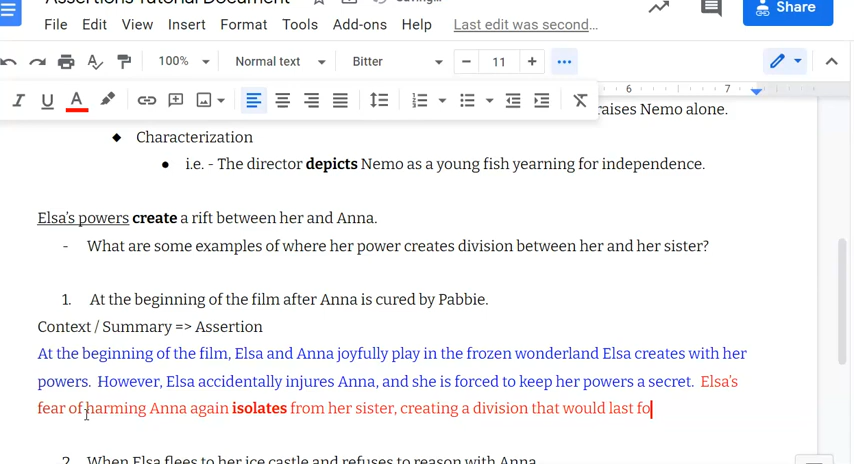 Assertions Tutorial Document
Saving...
Share
File Edit View Insert Format Tools Add-ons Help Last edit was second...
100% Normal text Bitter 11
6 7
raises Nemo alone.
Characterization
i.e. - The director depicts Nemo as a young fish yearning for independence.
Elsa's powers create a rift between her and Anna.
- What are some examples of where her power creates division between her and her sister?
1. At the beginning of the film after Anna is cured by Pabbie.
Context / Summary => Assertion
At the beginning of the film, Elsa and Anna joyfully play in the frozen wonderland Elsa creates with her
powers. However, Elsa accidentally injures Anna, and she is forced to keep her powers a secret. Elsa's
fear of harming Anna again isolates from her sister, creating a division that would last fo
2. When Elsa flees to her ice castle and refuses to reason with Anna.